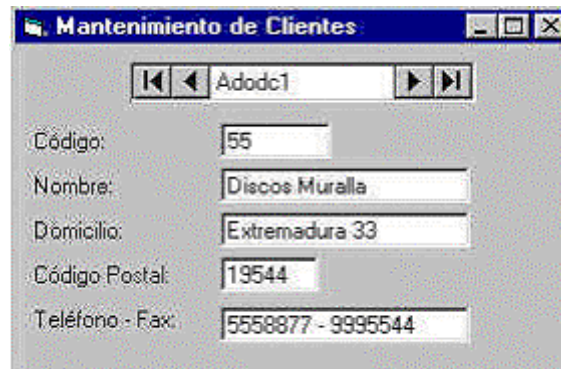 Mantenimiento de Clientes
Adodc1
Código: 55
Nombre: Discos Muralla
Domicilio: Extremadura 33
Código Postal: 19544
Teléfono - Fax: 5558877 - 9995544